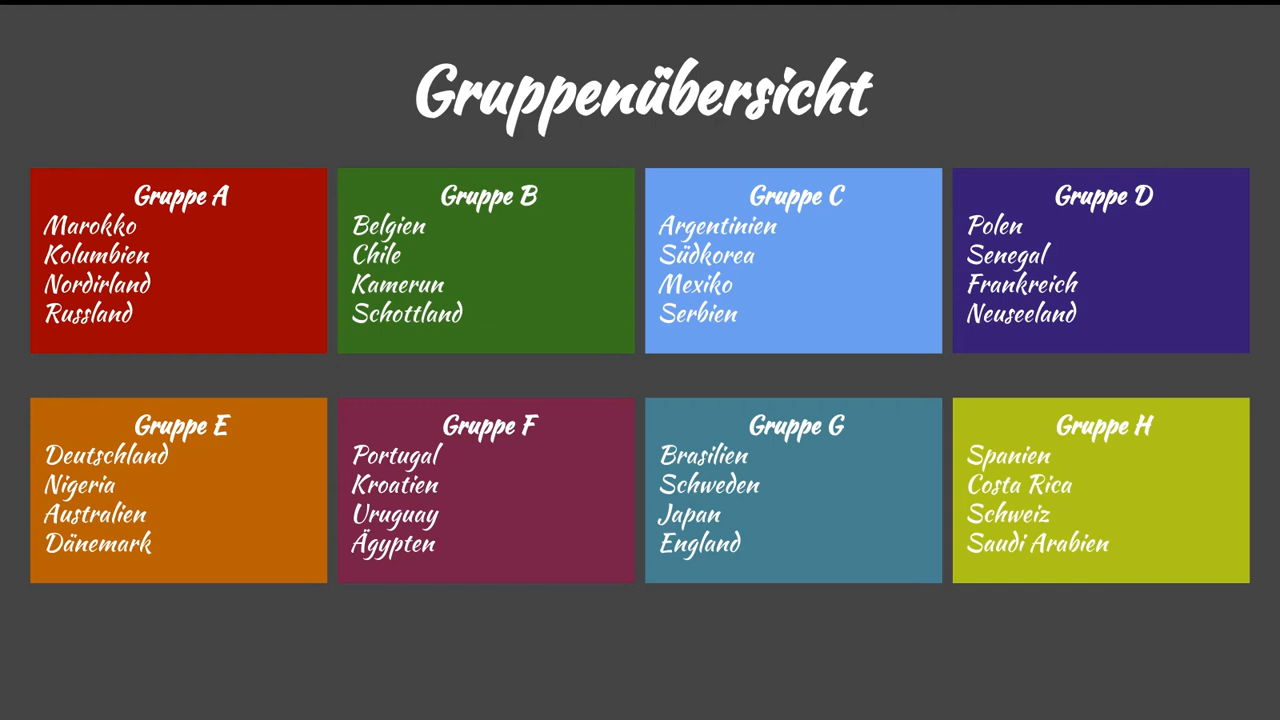 Gruppenübersicht
Gruppe A
Marokko
Kolumbien
Nordirland
Russland
Gruppe B
Belgien
Chile
Kamerun
Schottland
Gruppe C
Argentinien
Südkorea
Mexiko
Serbien
Gruppe D
Polen
Senegal
Frankreich
Neuseeland
Gruppe E
Deutschland
Nigeria
Australien
Dänemark
Gruppe F
Portugal
Kroatien
Uruguay
Ägypten
Gruppe G
Brasilien
Schweden
Japan
England
Gruppe H
Spanien
Costa Rica
Schweiz
Saudi Arabien